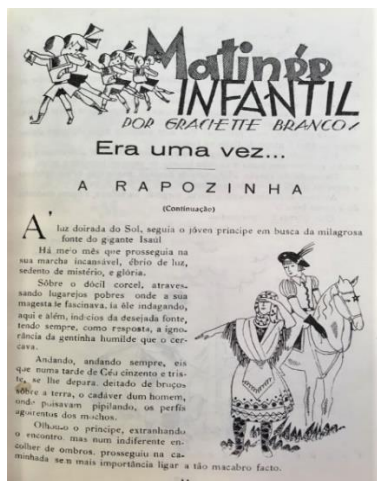 Matinée
INFANTIL
POR GRACIETTE BRANCO
Era uma vez...
A RAPOZINHA
(Continuação)
A' luz doirada do Sol, seguia o jóven príncipe em busca da milagrosa
fonte do gigante Isaúl
Há meio mês que prosseguia na
sua marcha incansável, ébrio de luz,
sedento de mistério, e glória.
Sôbre o dócil corcel, atraves-
sando lugarejos pobres onde a sua
magestade fascinava, ia êle indagando,
aqui e além, indícios da desejada fonte,
tendo sempre, como resposta, a igno-
rância da gentinha humilde que o cer-
cava.
Andando, andando sempre, eis
que numa tarde de Céu cinzento e tris-
te, se lhe depara, deitado de bruços
sôbre a terra, o cadáver dum homem,
onde poisavam pipilando, os perfis
agoirentos dos mochos.
Olhou-o o príncipe, extranhando
o encontro, mas num indiferente en-
colher de ombros, prosseguiu na ca-
minhada sem mais importância ligar a tão macabro facto.